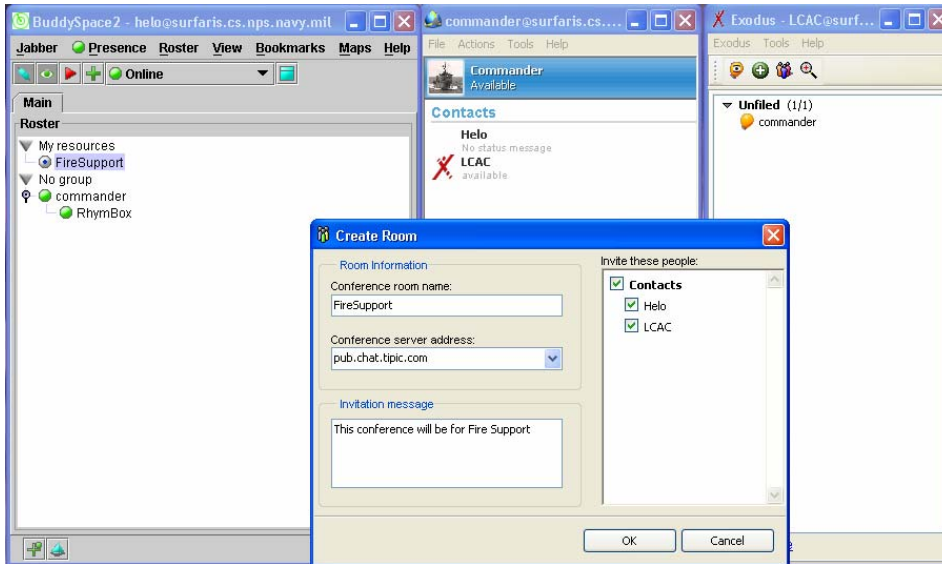 BuddySpace2 - helo@surfaris.cs.nps.navy.mil
Jabber Presence Roster View Bookmarks Maps Help
Online
Main
Roster
My resources
FireSupport
No group
commander
RhymBox
commander@surfaris.cs....
File Actions Tools Help
Commander
Available
Contacts
Helo
No status message
LCAC
available
Exodus - LCAC@surf...
Exodus Tools Help
Unfiled (1/1)
commander
Create Room
Room Information
Conference room name:
FireSupport
Conference server address:
pub.chat.tipic.com
Invitation message
This conference will be for Fire Support
Invite these people:
Contacts
Helo
LCAC
OK Cancel